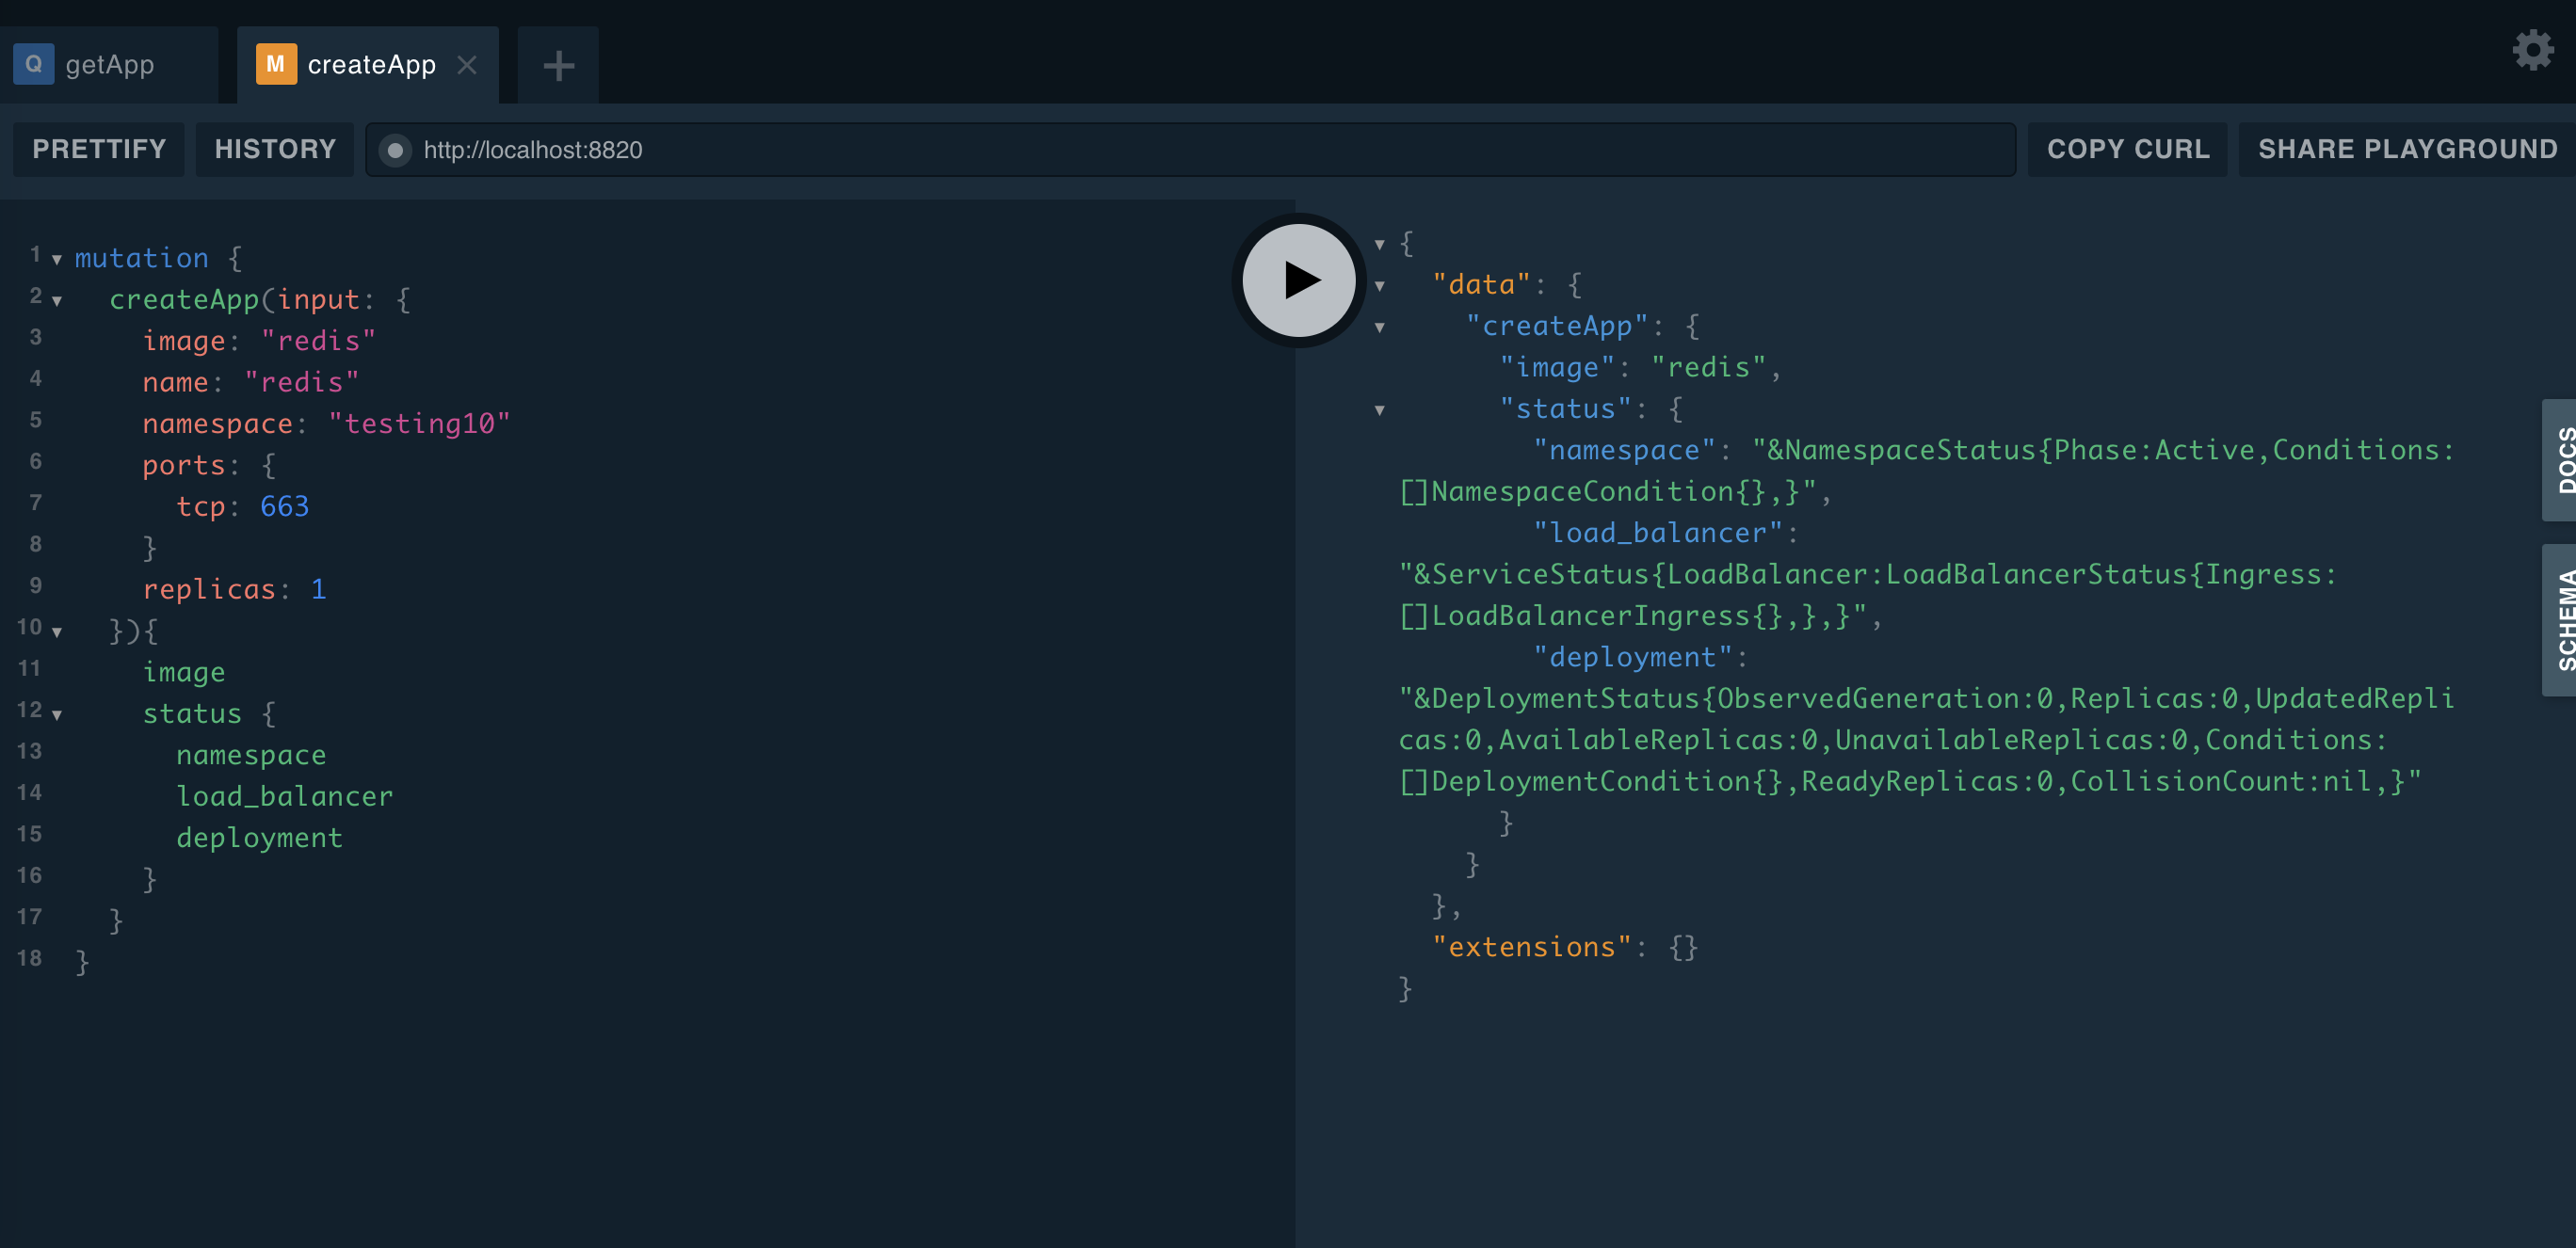 Q getApp M createApp
PRETTIFY HISTORY http://localhost:8820 COPY CURL SHARE PLAYGROUND
1 mutation {
2 createApp(input: {
3 image: "redis"
4 name: "redis"
5 namespace: "testing10"
6 ports: {
7 tcp: 663
8 }
9 replicas: 1
10 }){
11 image
12 status {
13 namespace
14 load_balancer
15 deployment
16 }
17 }
18 }
{
"data": {
"createApp": {
"image": "redis",
"status": {
"namespace": "&NamespaceStatus{Phase:Active,Conditions:
[]NamespaceCondition{},}",
"load_balancer":
"&ServiceStatus{LoadBalancer:LoadBalancerStatus{Ingress:
[]LoadBalancerIngress{},},}",
"deployment":
"&DeploymentStatus{ObservedGeneration:0,Replicas:0,UpdatedRepli
cas:0,AvailableReplicas:0,UnavailableReplicas:0,Conditions:
[]DeploymentCondition{},ReadyReplicas:0,CollisionCount:nil,}"
}
}
},
"extensions": {}
}
DOCS
SCHEMA